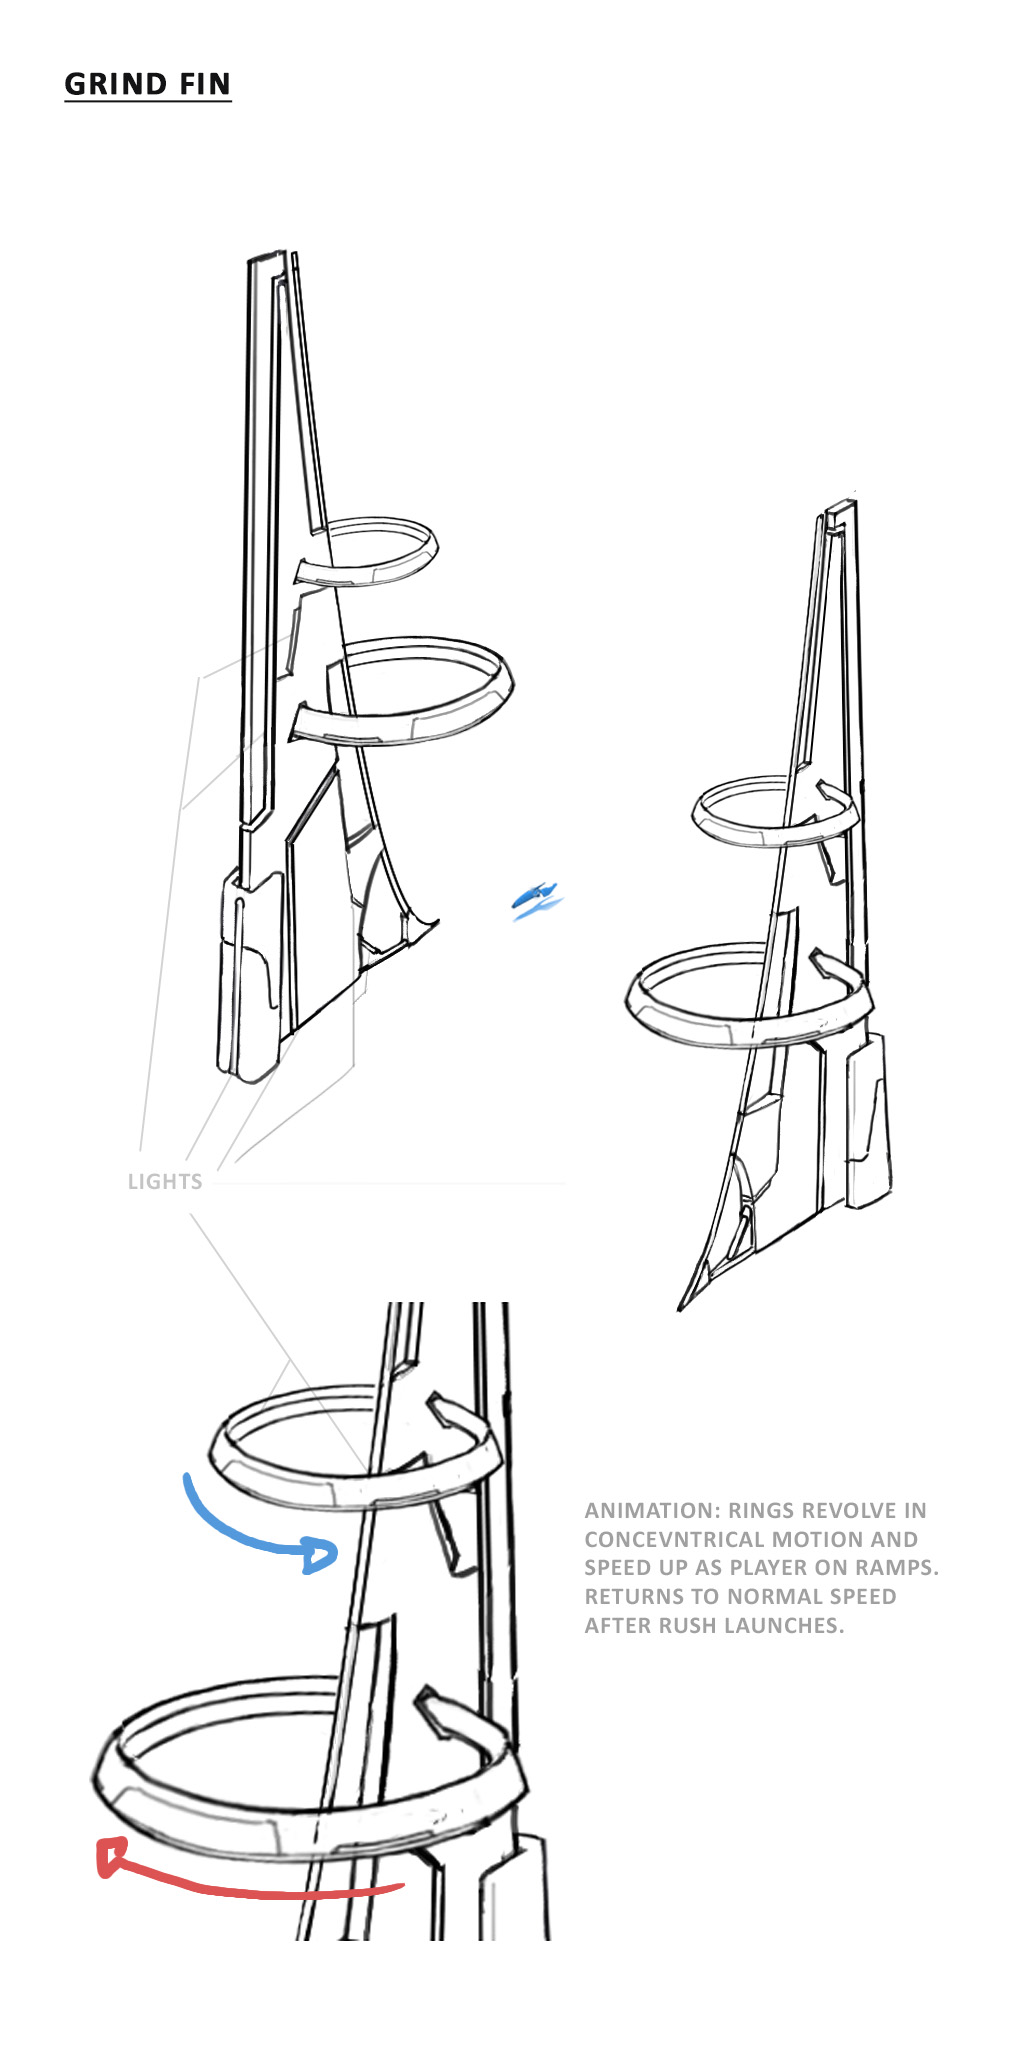 GRIND FIN
LIGHTS
ANIMATION: RINGS REVOLVE IN
CONCEVNTRICAL MOTION AND
SPEED UP AS PLAYER ON RAMPS.
RETURNS TO NORMAL SPEED
AFTER RUSH LAUNCHES.